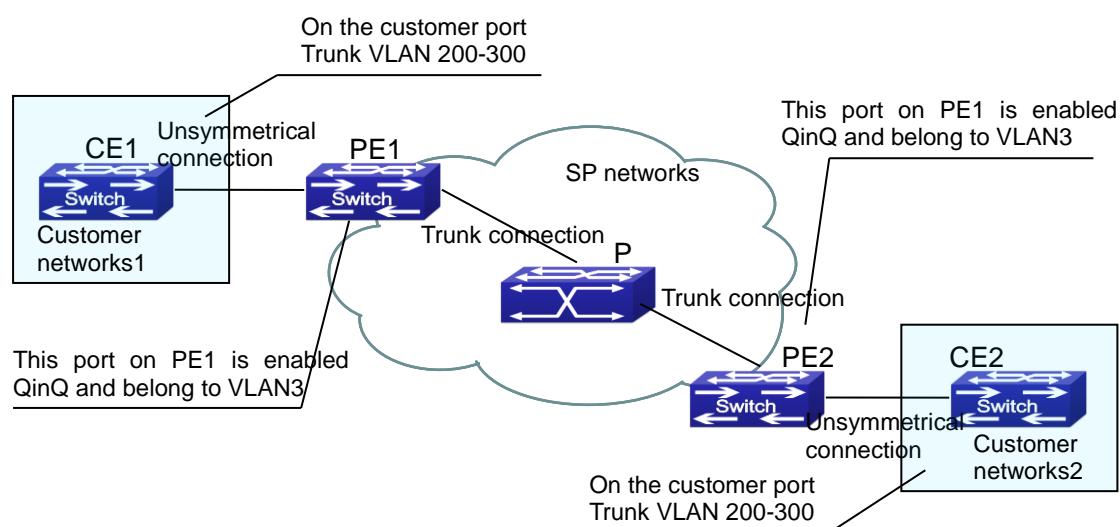 On the customer port
Trunk VLAN 200-300
This port on PE1 is enabled
QinQ and belong to VLAN3
Unsymmetrical
connection
CE1
PE1
SP networks
Switch
Switch
Customer
networks1
Trunk connection
P
Trunk connection
This port on PE1 is enabled
QinQ and belong to VLAN3
PE2
CE2
Switch
Switch
Unsymmetrical
connection
Customer
networks2
On the customer port
Trunk VLAN 200-300